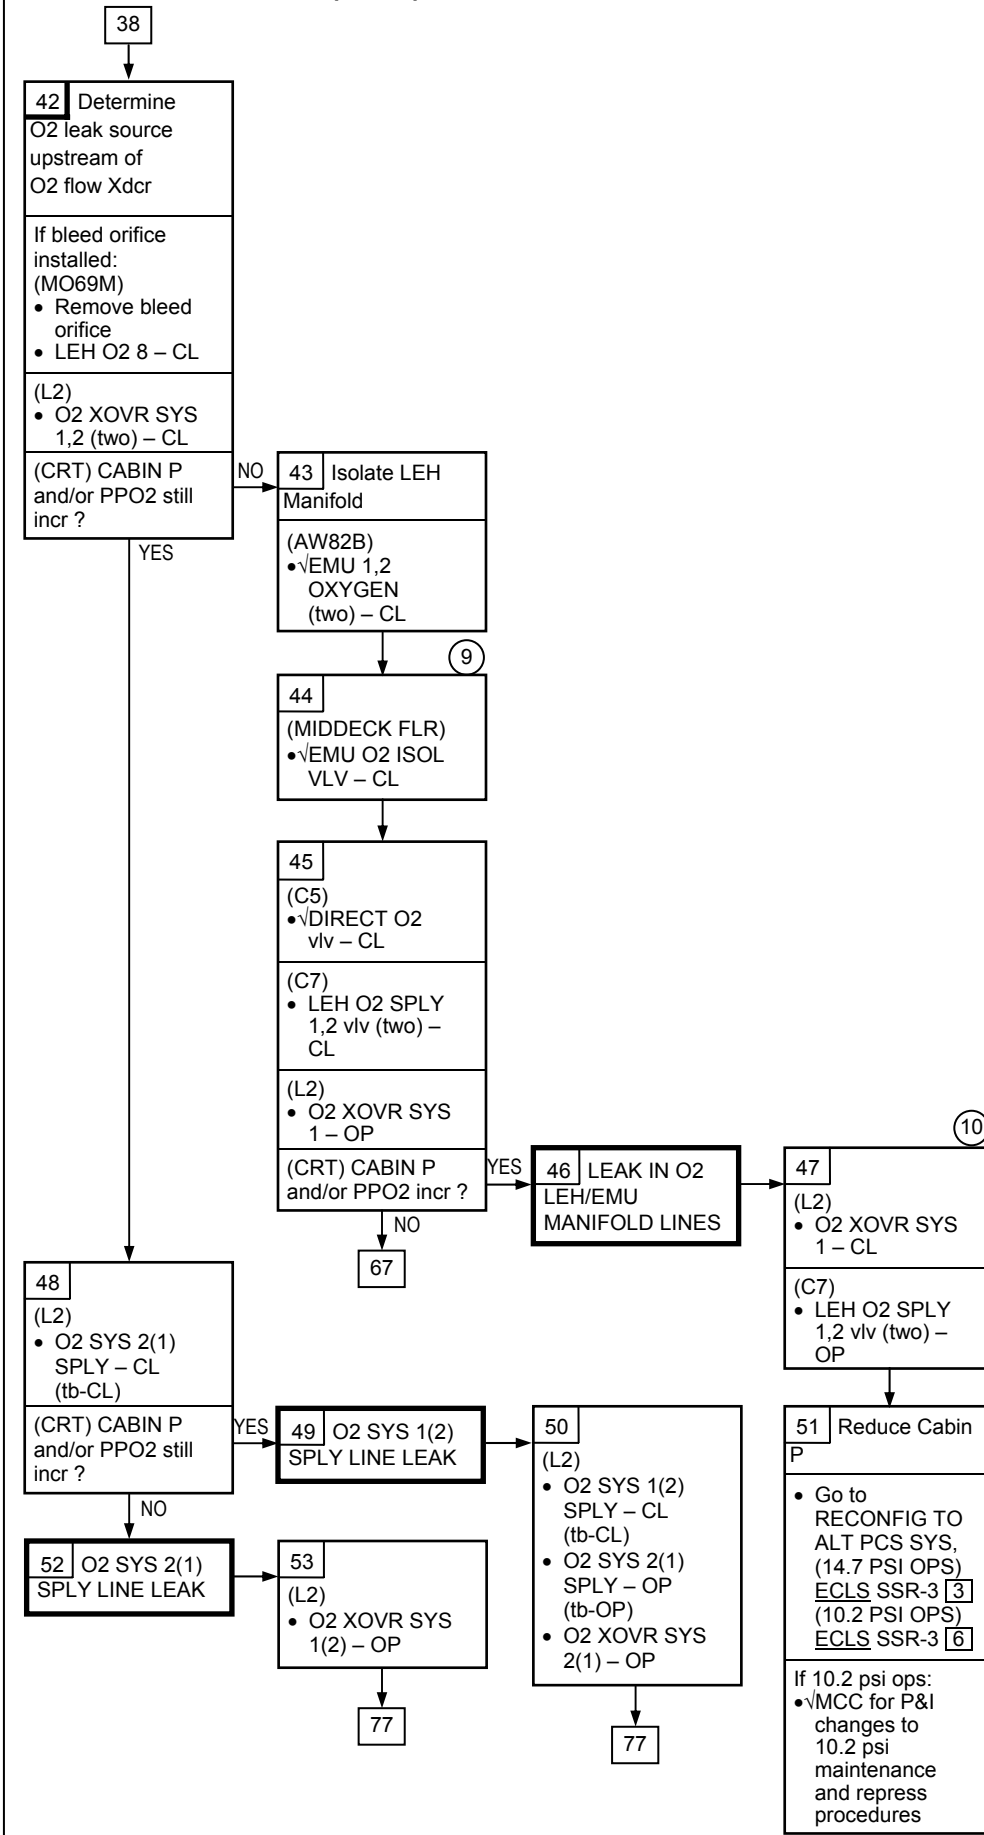 38
42 Determine
O2 leak source
upstream of
O2 flow Xdcr
If bleed orifice
installed:
(MO69M)
• Remove bleed
orifice
• LEH O2 8 – CL
(L2)
• O2 XOVR SYS
1,2 (two) – CL
(CRT) CABIN P
and/or PPO2 still
incr ?
NO
YES
43 Isolate LEH
Manifold
(AW82B)
•√EMU 1,2
OXYGEN
(two) – CL
9
44
(MIDDECK FLR)
•√EMU O2 ISOL
VLV – CL
45
(C5)
•√DIRECT O2
vlv – CL
(C7)
• LEH O2 SPLY
1,2 vlv (two) –
CL
(L2)
• O2 XOVR SYS
1 – OP
(CRT) CABIN P
and/or PPO2 incr ?
YES
NO
67
46 LEAK IN O2
LEH/EMU
MANIFOLD LINES
10
47
(L2)
• O2 XOVR SYS
1 – CL
(C7)
• LEH O2 SPLY
1,2 vlv (two) –
OP
48
(L2)
• O2 SYS 2(1)
SPLY – CL
(tb-CL)
(CRT) CABIN P
and/or PPO2 still
incr ?
YES
NO
49 O2 SYS 1(2)
SPLY LINE LEAK
50
(L2)
• O2 SYS 1(2)
SPLY – CL
(tb-CL)
• O2 SYS 2(1)
SPLY – OP
(tb-OP)
• O2 XOVR SYS
2(1) – OP
77
51 Reduce Cabin
P
• Go to
RECONFIG TO
ALT PCS SYS,
(14.7 PSI OPS)
ECLS SSR-3 3
(10.2 PSI OPS)
ECLS SSR-3 6
If 10.2 psi ops:
•√MCC for P&I
changes to
10.2 psi
maintenance
and repress
procedures
52 O2 SYS 2(1)
SPLY LINE LEAK
53
(L2)
• O2 XOVR SYS
1(2) – OP
77